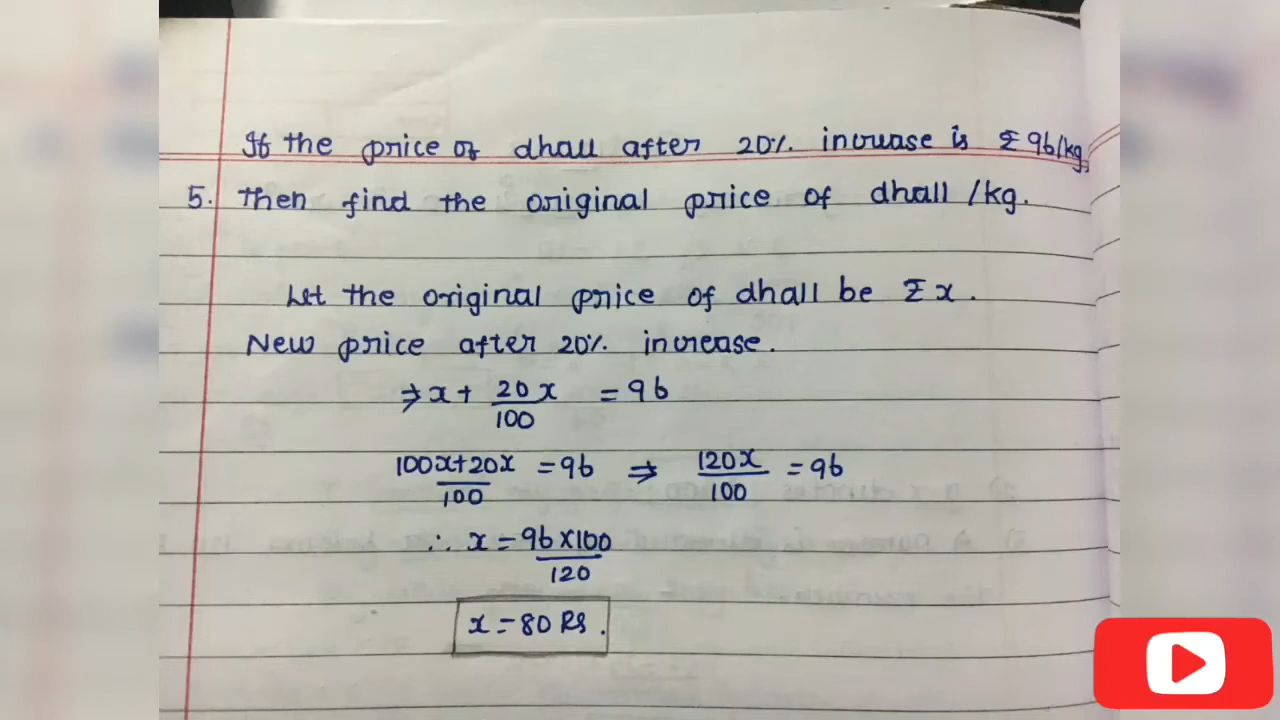 If the price of dhall after 20% increase is ₹ 96/kg,
5. Then find the original price of dhall /kg.
Let the original price of dhall be ₹ x.
New price after 20% increase.
⇒ x + 20x/100 = 96
100x+20x/100 = 96 ⇒ 120x/100 = 96
∴ x = 96×100/120
x = 80 Rs.